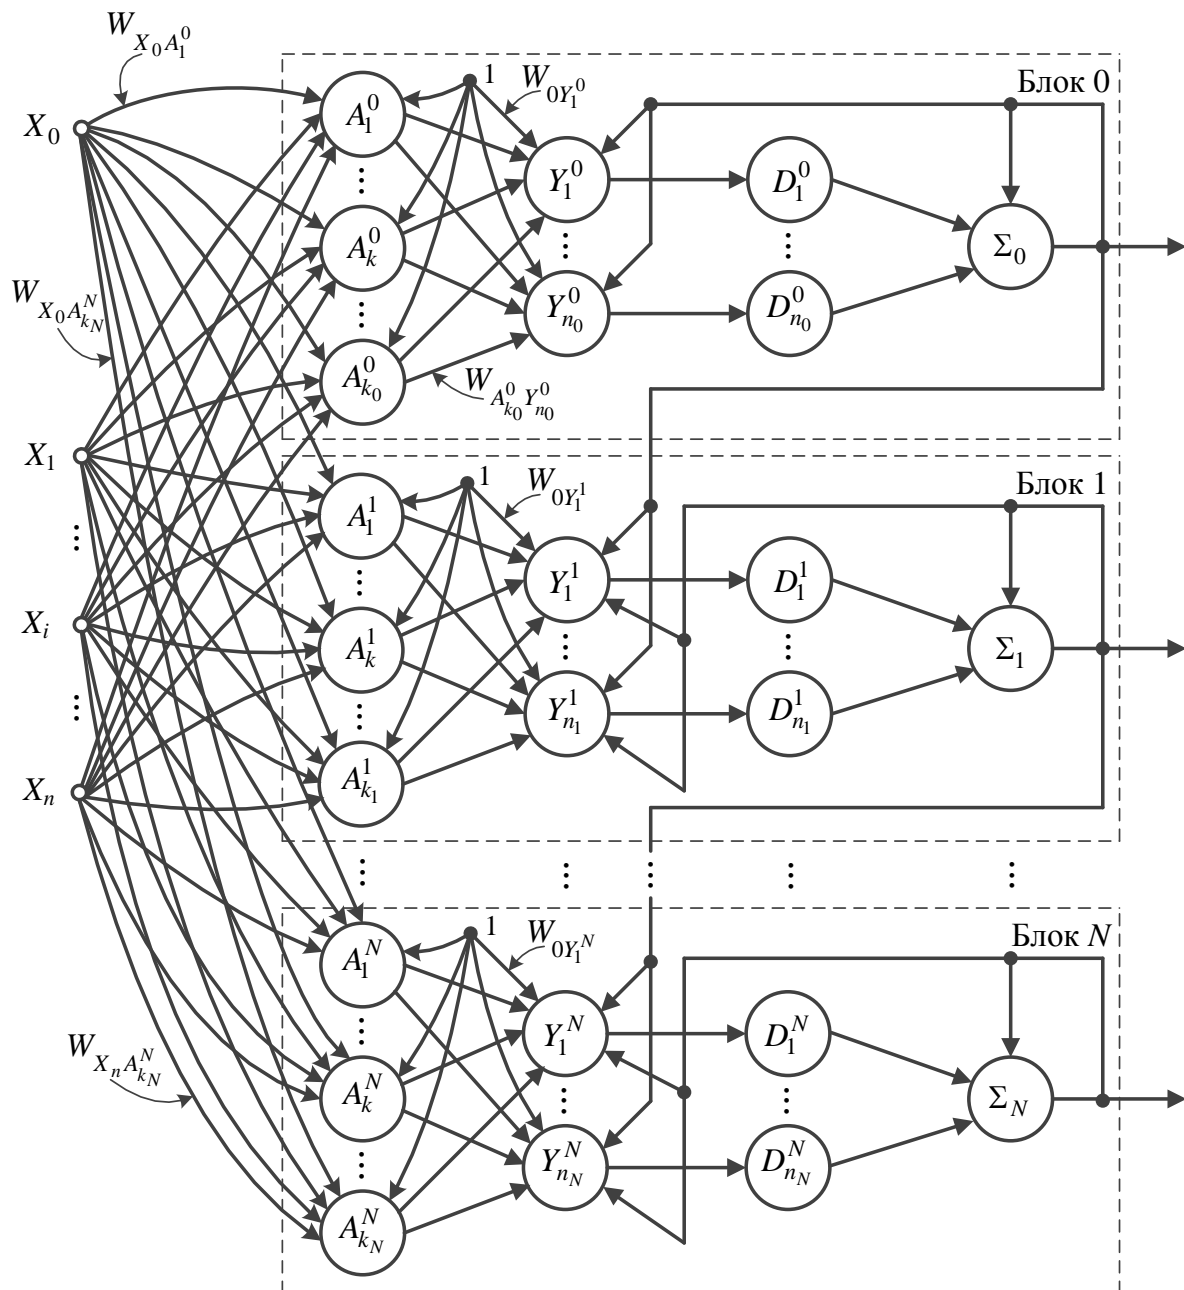 W_{X_0 A_1^0}
1
W_{0Y_1^0}
Блок 0
X_0
A_1^0
Y_1^0
D_1^0
A_k^0
Σ_0
W_{X_0 A_{k_N}^N}
Y_{n_0}^0
D_{n_0}^0
A_{k_0}^0
W_{A_{k_0}^0 Y_{n_0}^0}
X_1
1
W_{0Y_1^1}
Блок 1
A_1^1
Y_1^1
D_1^1
X_i
A_k^1
Σ_1
Y_{n_1}^1
D_{n_1}^1
X_n
A_{k_1}^1
1
W_{0Y_1^N}
Блок N
A_1^N
Y_1^N
D_1^N
W_{X_n A_{k_N}^N}
A_k^N
Σ_N
Y_{n_N}^N
D_{n_N}^N
A_{k_N}^N